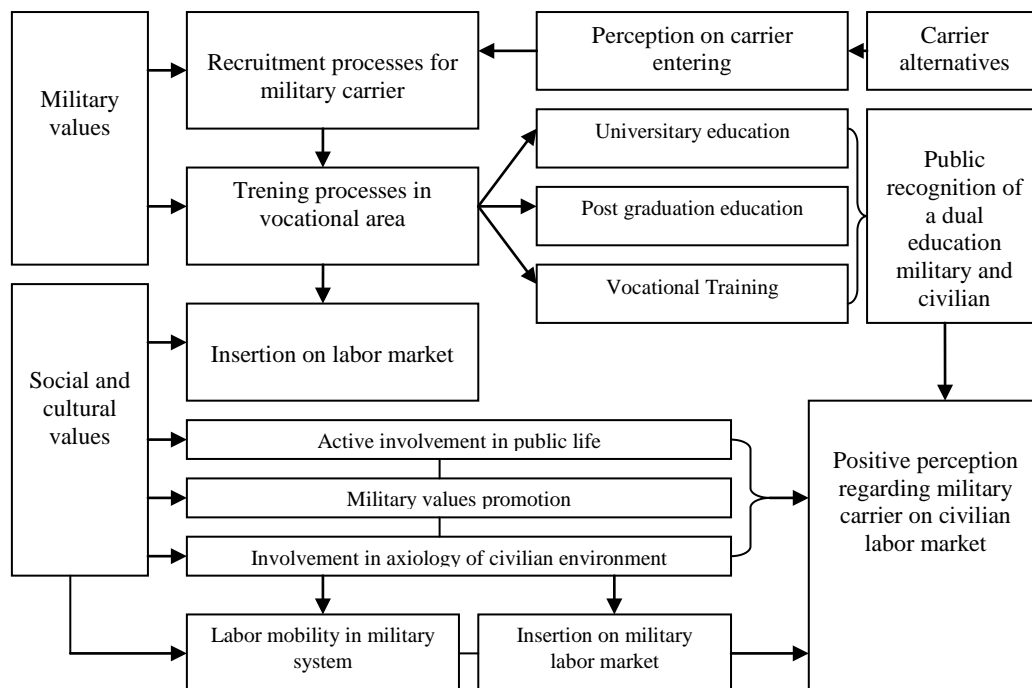 Military
values
Recruitment processes for
military carrier
Perception on carrier
entering
Carrier
alternatives
Trening processes in
vocational area
Universitary education
Post graduation education
Vocational Training
Public
recognition of
a dual
education
military and
civilian
Social and
cultural
values
Insertion on labor market
Active involvement in public life
Military values promotion
Involvement in axiology of civilian environment
Labor mobility in military
system
Insertion on military
labor market
Positive perception
regarding military
carrier on civilian
labor market